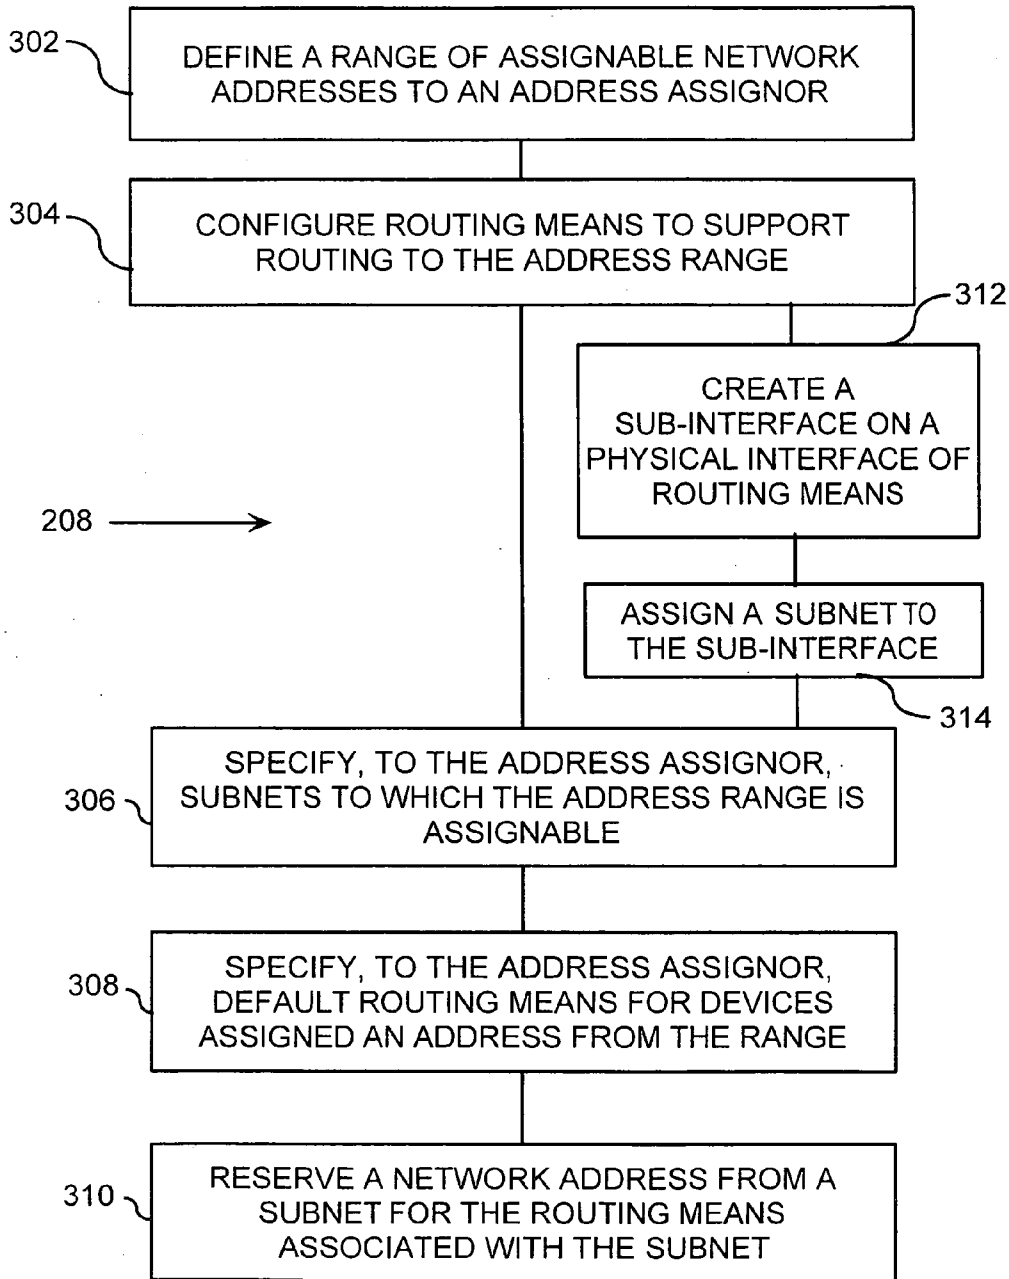 302
DEFINE A RANGE OF ASSIGNABLE NETWORK
ADDRESSES TO AN ADDRESS ASSIGNOR
304
CONFIGURE ROUTING MEANS TO SUPPORT
ROUTING TO THE ADDRESS RANGE
312
CREATE A
SUB-INTERFACE ON A
PHYSICAL INTERFACE OF
ROUTING MEANS
208
ASSIGN A SUBNET TO
THE SUB-INTERFACE
314
306
SPECIFY, TO THE ADDRESS ASSIGNOR,
SUBNETS TO WHICH THE ADDRESS RANGE IS
ASSIGNABLE
308
SPECIFY, TO THE ADDRESS ASSIGNOR,
DEFAULT ROUTING MEANS FOR DEVICES
ASSIGNED AN ADDRESS FROM THE RANGE
310
RESERVE A NETWORK ADDRESS FROM A
SUBNET FOR THE ROUTING MEANS
ASSOCIATED WITH THE SUBNET